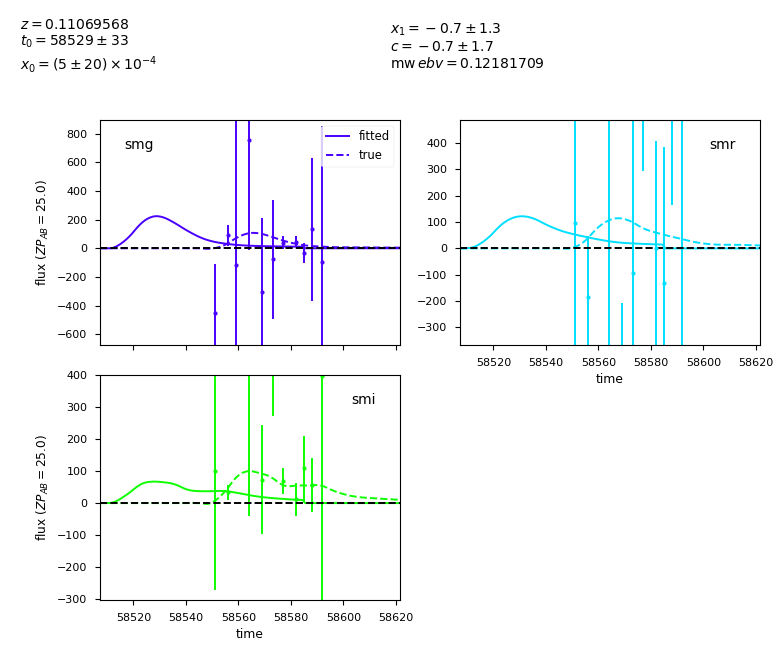 z = 0.11069568
t₀ = 58529 ± 33
x₀ = (5 ± 20) × 10⁻⁴
x₁ = −0.7 ± 1.3
c = −0.7 ± 1.7
mw ebv = 0.12181709
smg
fitted
true
800
600
400
200
0
−200
−400
−600
flux (ZP_AB = 25.0)
smr
400
300
200
100
0
−100
−200
−300
58520 58540 58560 58580 58600 58620
time
smi
400
300
200
100
0
−100
−200
−300
flux (ZP_AB = 25.0)
58520 58540 58560 58580 58600 58620
time